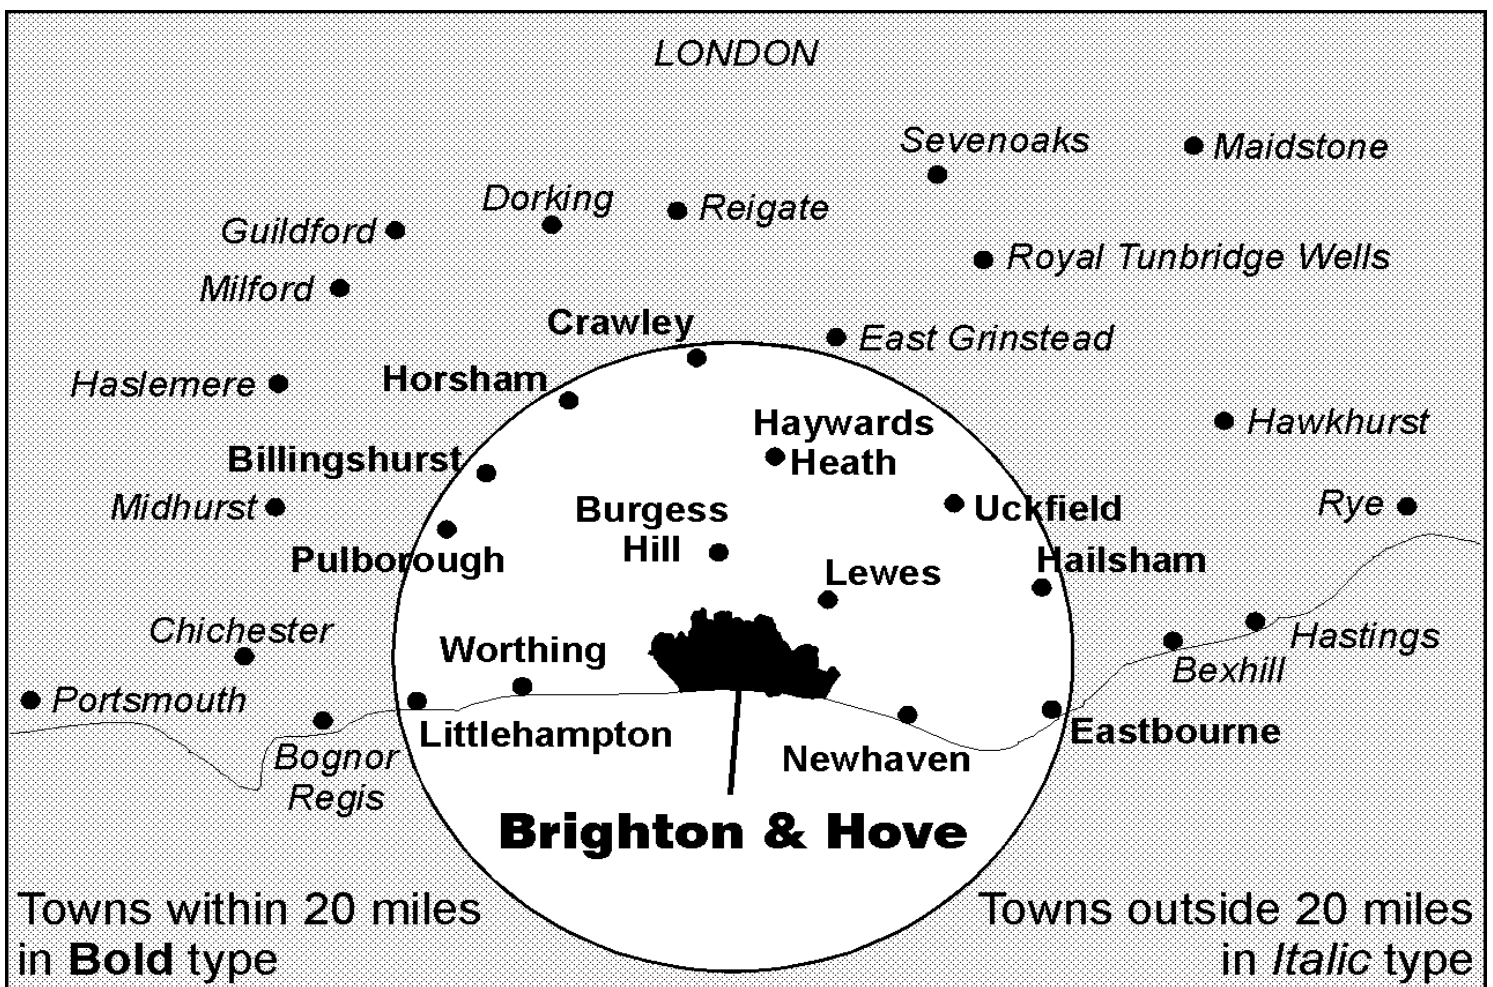 LONDON
Sevenoaks
Maidstone
Dorking
Reigate
Guildford
Royal Tunbridge Wells
Milford
Crawley
East Grinstead
Haslemere
Horsham
Haywards
Heath
Hawkhurst
Billingshurst
Midhurst
Burgess
Hill
Uckfield
Rye
Pulborough
Hailsham
Lewes
Chichester
Worthing
Hastings
Bexhill
Portsmouth
Littlehampton
Eastbourne
Bognor
Regis
Newhaven
Brighton & Hove
Towns within 20 miles
in Bold type
Towns outside 20 miles
in Italic type